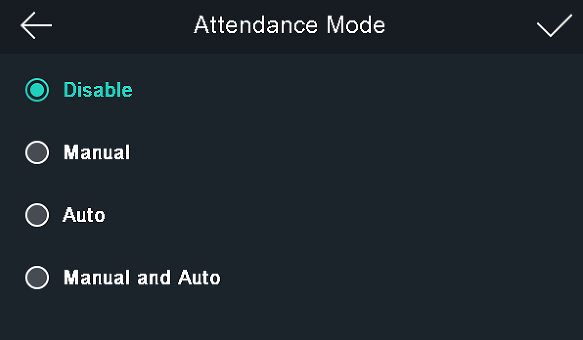 Attendance Mode
Disable
Manual
Auto
Manual and Auto